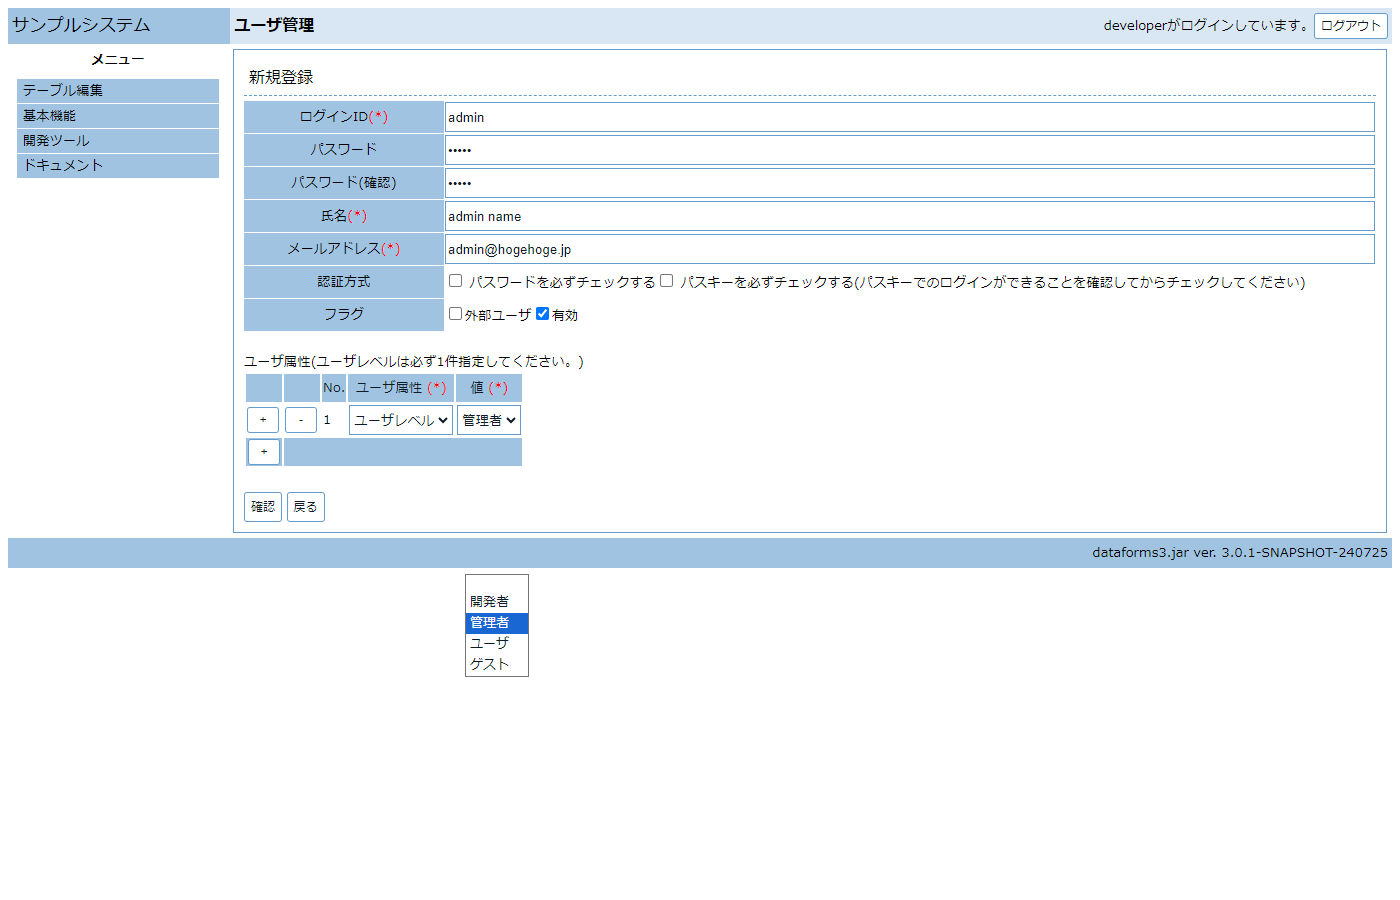 サンプルシステム
ユーザ管理
developerがログインしています。
ログアウト
メニュー
テーブル編集
基本機能
開発ツール
ドキュメント
新規登録
ログインID(*)
admin
パスワード
•••••
パスワード(確認)
•••••
氏名(*)
admin name
メールアドレス(*)
admin@hogehoge.jp
認証方式
パスワードを必ずチェックする パスキーを必ずチェックする(パスキーでのログインができることを確認してからチェックしてください)
フラグ
外部ユーザ 有効
ユーザ属性(ユーザレベルは必ず1件指定してください。)
No. ユーザ属性 (*) 値 (*)
+ - 1 ユーザレベル 管理者
+
確認 戻る
dataforms3.jar ver. 3.0.1-SNAPSHOT-240725
開発者
管理者
ユーザ
ゲスト